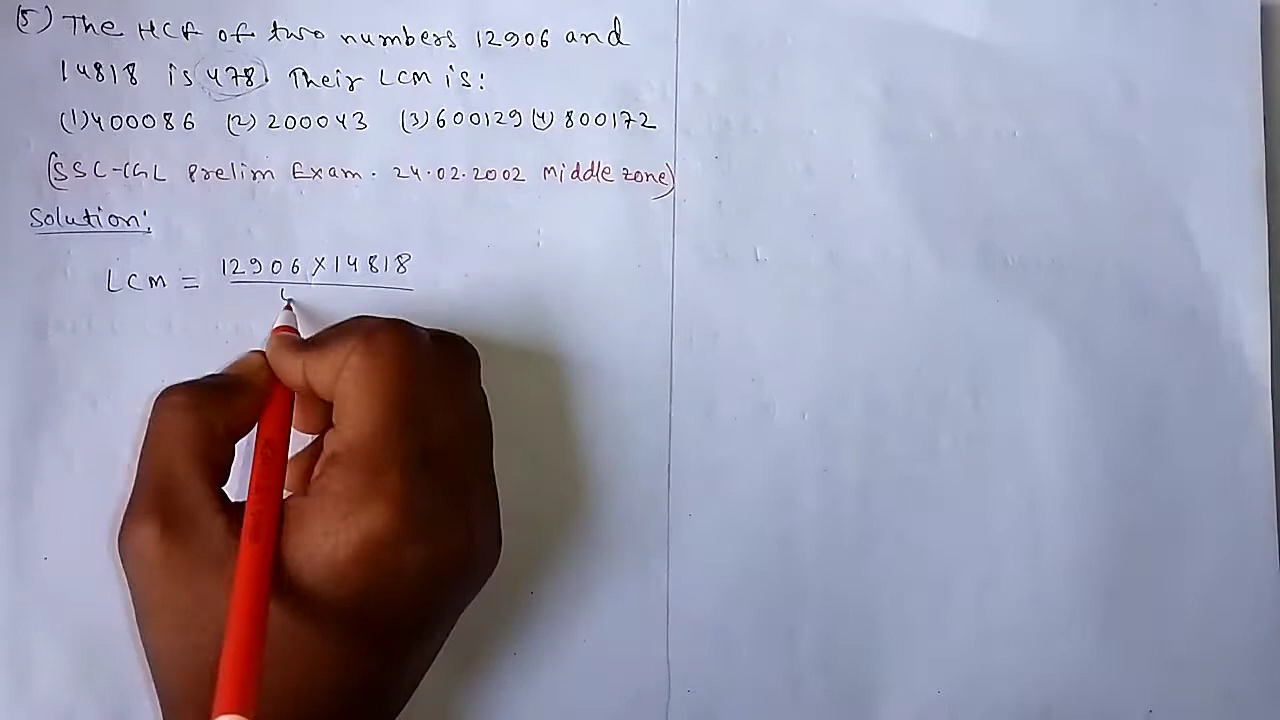 (5) The HCF of two numbers 12906 and
14818 is 478. Their LCM is:
(1) 400086 (2) 200043 (3) 600129 (4) 800172
(SSC-CGL Prelim Exam. 24.02.2002 Middle zone)
Solution:
LCM = 12906 X 14818